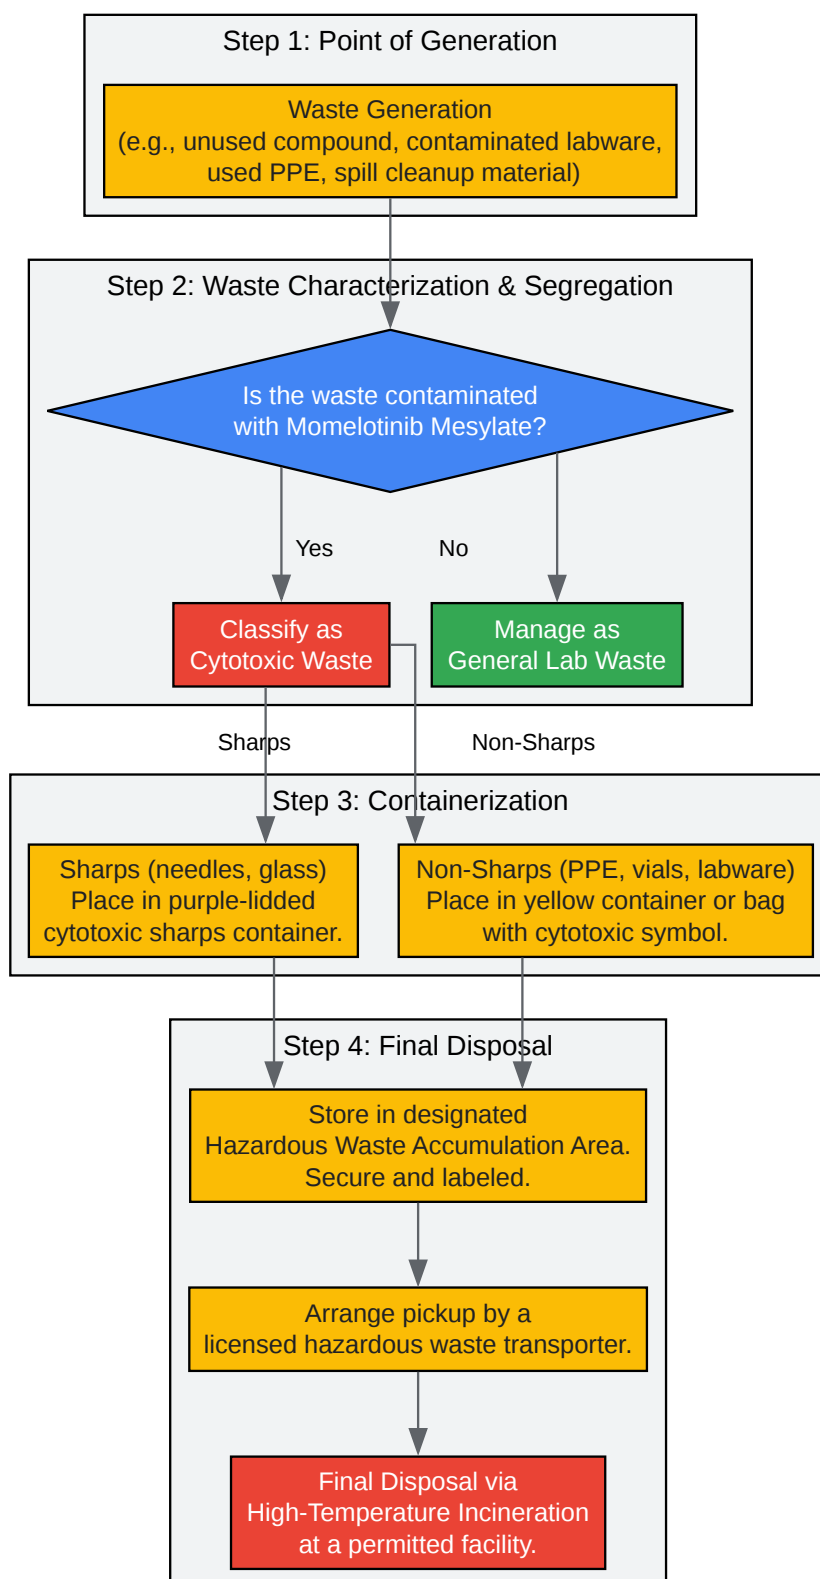 Step 1: Point of Generation
Waste Generation
(e.g., unused compound, contaminated labware,
used PPE, spill cleanup material)
Step 2: Waste Characterization & Segregation
Is the waste contaminated
with Momelotinib Mesylate?
Yes
No
Classify as
Cytotoxic Waste
Manage as
General Lab Waste
Sharps
Non-Sharps
Step 3: Containerization
Sharps (needles, glass)
Place in purple-lidded
cytotoxic sharps container.
Non-Sharps (PPE, vials, labware)
Place in yellow container or bag
with cytotoxic symbol.
Step 4: Final Disposal
Store in designated
Hazardous Waste Accumulation Area.
Secure and labeled.
Arrange pickup by a
licensed hazardous waste transporter.
Final Disposal via
High-Temperature Incineration
at a permitted facility.